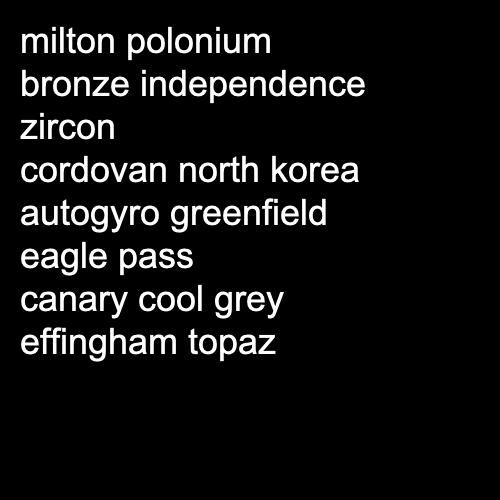 milton polonium
bronze independence
zircon
cordovan north korea
autogyro greenfield
eagle pass
canary cool grey
effingham topaz